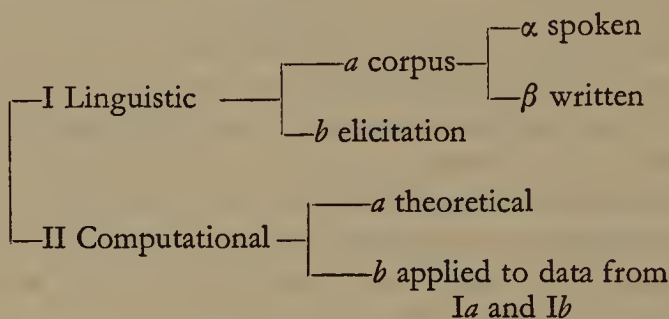 α spoken
a corpus
I Linguistic
β written
b elicitation
a theoretical
II Computational
b applied to data from
Ia and Ib